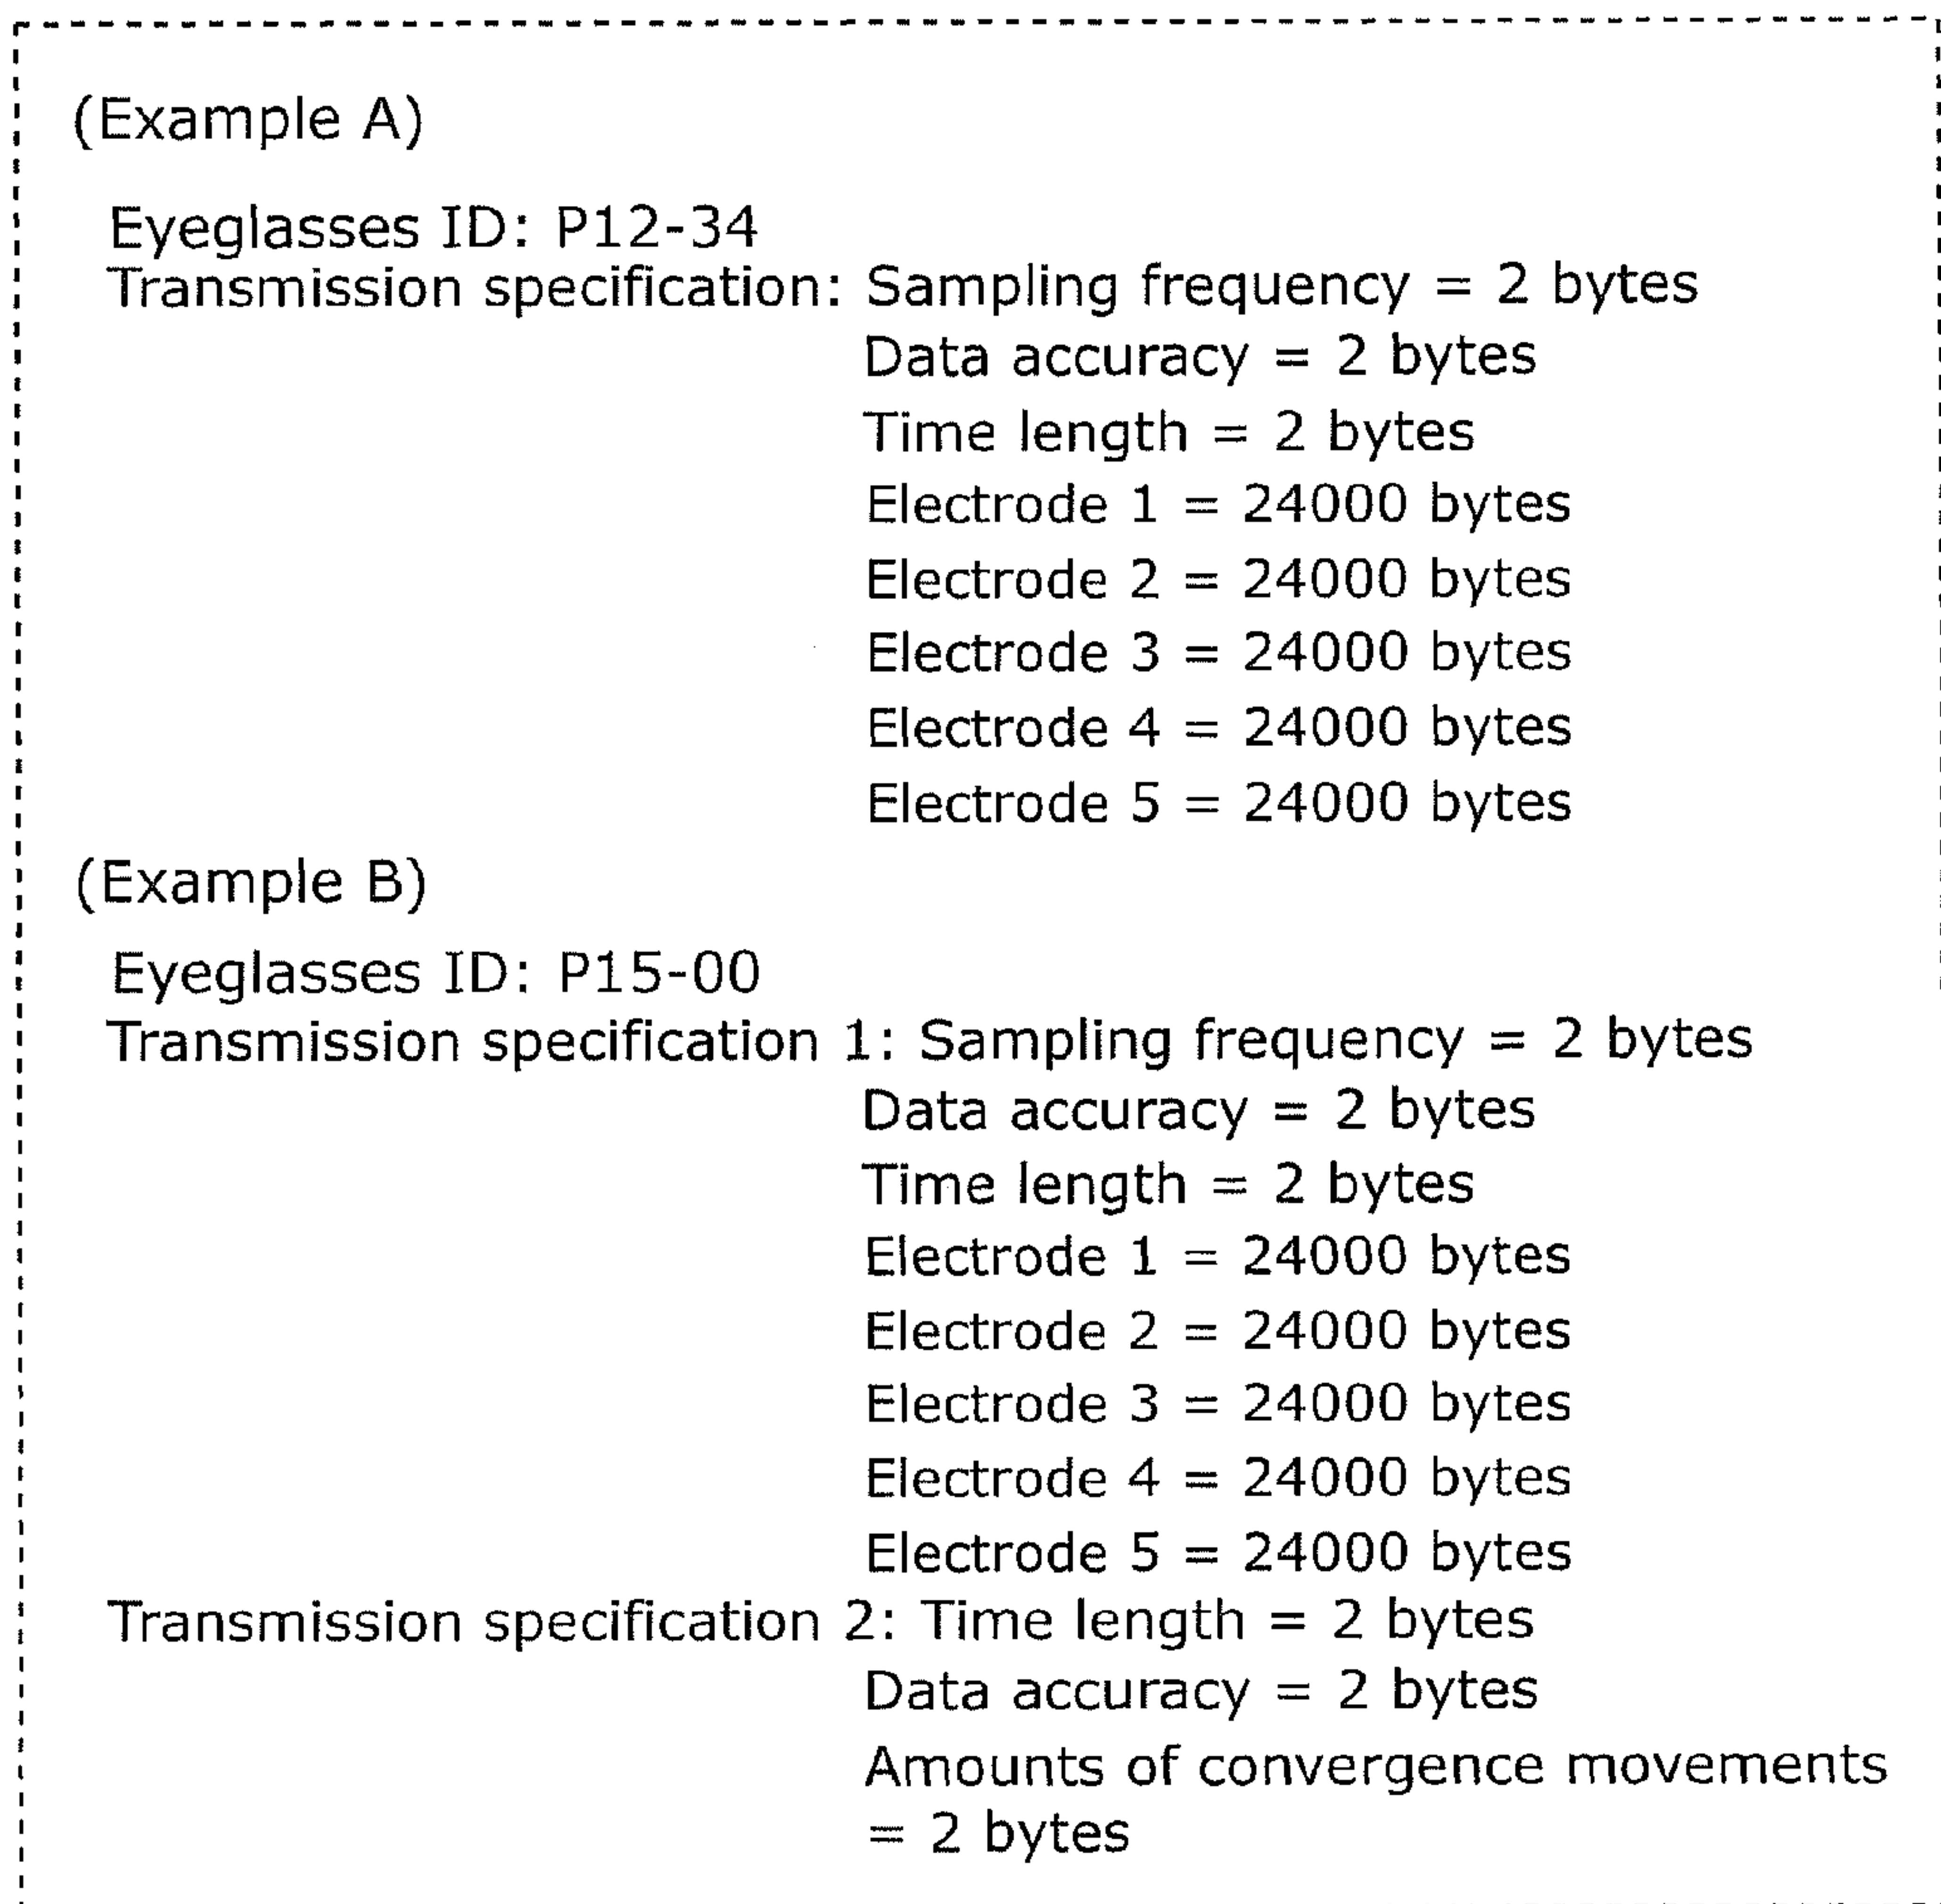 (Example A)
Eyeglasses ID: P12-34
Transmission specification: Sampling frequency = 2 bytes
Data accuracy = 2 bytes
Time length = 2 bytes
Electrode 1 = 24000 bytes
Electrode 2 = 24000 bytes
Electrode 3 = 24000 bytes
Electrode 4 = 24000 bytes
Electrode 5 = 24000 bytes
(Example B)
Eyeglasses ID: P15-00
Transmission specification 1: Sampling frequency = 2 bytes
Data accuracy = 2 bytes
Time length = 2 bytes
Electrode 1 = 24000 bytes
Electrode 2 = 24000 bytes
Electrode 3 = 24000 bytes
Electrode 4 = 24000 bytes
Electrode 5 = 24000 bytes
Transmission specification 2: Time length = 2 bytes
Data accuracy = 2 bytes
Amounts of convergence movements
= 2 bytes